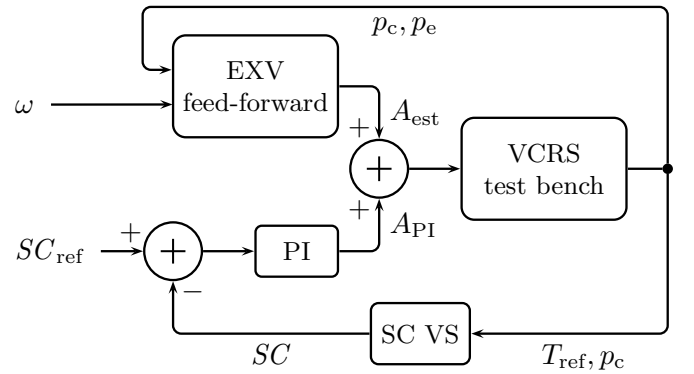 p_c, p_e
EXV
feed-forward
ω
A_est
+
+
VCRS
test bench
+
A_PI
SC_ref
+
+
PI
−
SC VS
SC
T_ref, p_c